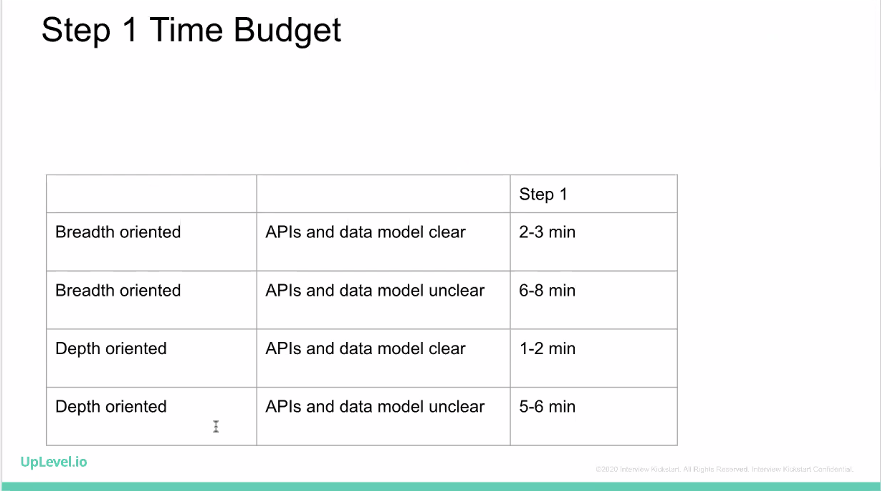 Step 1 Time Budget
Step 1
Breadth oriented APIs and data model clear 2-3 min
Breadth oriented APIs and data model unclear 6-8 min
Depth oriented APIs and data model clear 1-2 min
Depth oriented APIs and data model unclear 5-6 min
UpLevel.io
©2020 Interview Kickstart. All Rights Reserved. Interview Kickstart Confidential.